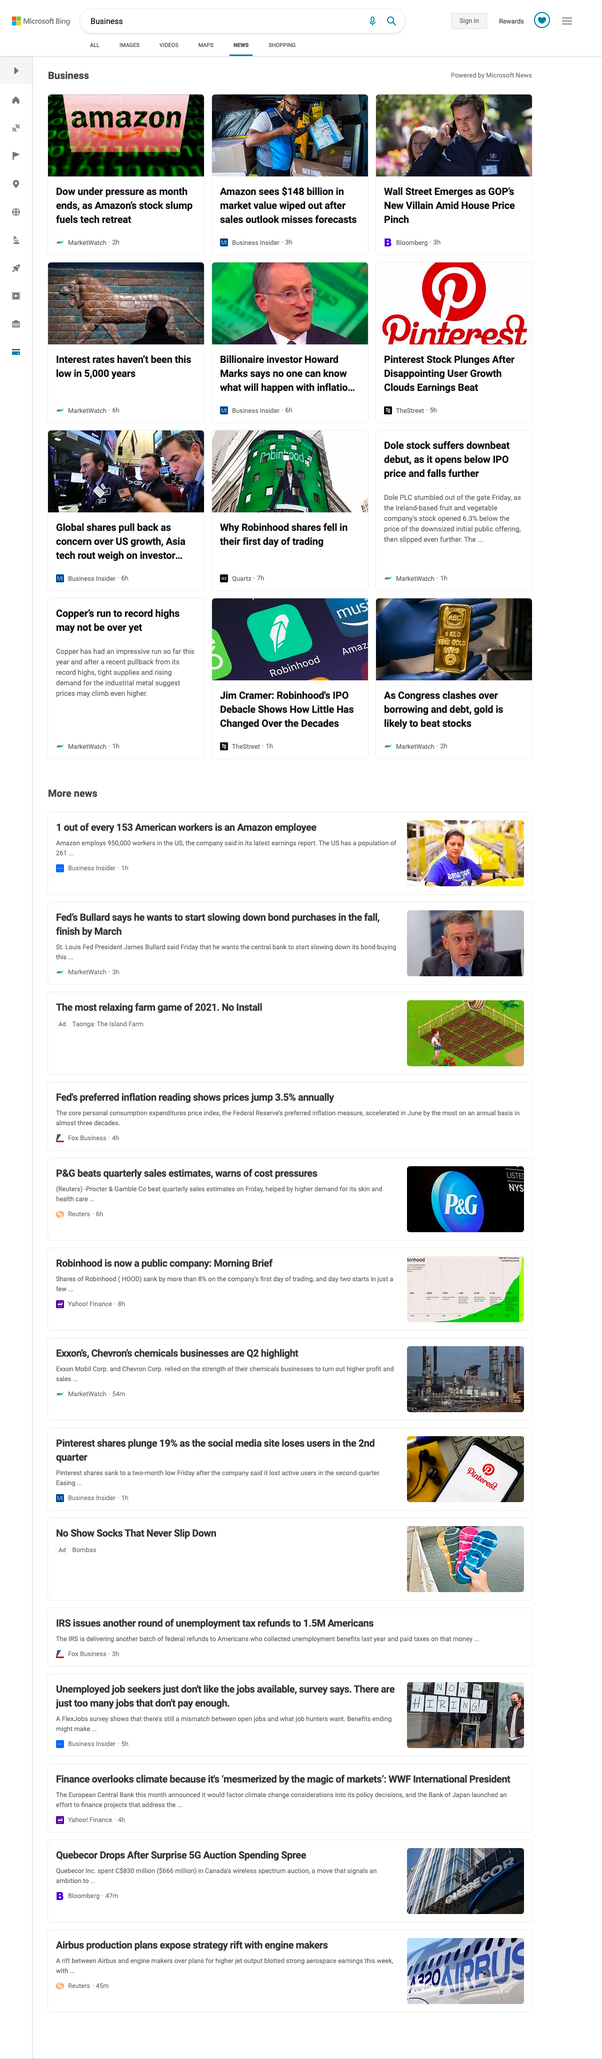 Microsoft Bing
Business
Sign in
Rewards
ALL
IMAGES
VIDEOS
MAPS
NEWS
SHOPPING
Business
Powered by Microsoft News
amazon
Dow under pressure as month
ends, as Amazon's stock slump
fuels tech retreat
MarketWatch · 2h
Amazon sees $148 billion in
market value wiped out after
sales outlook misses forecasts
Business Insider · 3h
Wall Street Emerges as GOP's
New Villain Amid House Price
Pinch
Bloomberg · 3h
Interest rates haven't been this
low in 5,000 years
MarketWatch · 6h
Billionaire investor Howard
Marks says no one can know
what will happen with inflatio...
Business Insider · 6h
Pinterest
Pinterest Stock Plunges After
Disappointing User Growth
Clouds Earnings Beat
TheStreet · 5h
Global shares pull back as
concern over US growth, Asia
tech rout weigh on investor...
Business Insider · 6h
Robinhood
Why Robinhood shares fell in
their first day of trading
Quartz · 7h
Dole stock suffers downbeat
debut, as it opens below IPO
price and falls further
Dole PLC stumbled out of the gate Friday, as
the Ireland-based fruit and vegetable
company's stock opened 6.3% below the
price of the downsized initial public offering,
then slipped even further. The ...
MarketWatch · 1h
Copper's run to record highs
may not be over yet
Copper has had an impressive run so far this
year and after a recent pullback from its
record highs, tight supplies and rising
demand for the industrial metal suggest
prices may climb even higher.
MarketWatch · 1h
Robinhood
Amaz
mus
Jim Cramer: Robinhood's IPO
Debacle Shows How Little Has
Changed Over the Decades
TheStreet · 1h
As Congress clashes over
borrowing and debt, gold is
likely to beat stocks
MarketWatch · 2h
More news
1 out of every 153 American workers is an Amazon employee
Amazon employs 950,000 workers in the US, the company said in its latest earnings report. The US has a population of
261 ...
Business Insider · 1h
amazon
Fed's Bullard says he wants to start slowing down bond purchases in the fall,
finish by March
St. Louis Fed President James Bullard said Friday that he wants the central bank to start slowing down its bond-buying
this ...
MarketWatch · 3h
The most relaxing farm game of 2021. No Install
Ad Taonga: The Island Farm
Fed's preferred inflation reading shows prices jump 3.5% annually
The core personal consumption expenditures price index, the Federal Reserve's preferred inflation measure, accelerated in June by the most on an annual basis in
almost three decades.
Fox Business · 4h
P&G beats quarterly sales estimates, warns of cost pressures
(Reuters) -Procter & Gamble Co beat quarterly sales estimates on Friday, helped by higher demand for its skin and
health care ...
Reuters · 6h
P&G
LISTE
NYS
Robinhood is now a public company: Morning Brief
Shares of Robinhood ( HOOD) sank by more than 8% on the company's first day of trading, and day two starts in just a
few ...
Yahoo! Finance · 8h
binhood
Exxon's, Chevron's chemicals businesses are Q2 highlight
Exxon Mobil Corp. and Chevron Corp. relied on the strength of their chemicals businesses to turn out higher profit and
sales ...
MarketWatch · 54m
Pinterest shares plunge 19% as the social media site loses users in the 2nd
quarter
Pinterest shares sank to a two-month low Friday after the company said it lost active users in the second quarter.
Easing ...
Business Insider · 1h
Pinterest
No Show Socks That Never Slip Down
Ad Bombas
IRS issues another round of unemployment tax refunds to 1.5M Americans
The IRS is delivering another batch of federal refunds to Americans who collected unemployment benefits last year and paid taxes on that money ...
Fox Business · 3h
Unemployed job seekers just don't like the jobs available, survey says. There are
just too many jobs that don't pay enough.
A FlexJobs survey shows that there's still a mismatch between open jobs and what job hunters want. Benefits ending
might make ...
Business Insider · 5h
NOW
HIRING!!
Finance overlooks climate because it's 'mesmerized by the magic of markets': WWF International President
The European Central Bank this month announced it would factor climate change considerations into its policy decisions, and the Bank of Japan launched an
effort to finance projects that address the ...
Yahoo! Finance · 4h
Quebecor Drops After Surprise 5G Auction Spending Spree
Quebecor Inc. spent C$830 million ($666 million) in Canada's wireless spectrum auction, a move that signals an
ambition to ...
Bloomberg · 47m
QUEBECOR
Airbus production plans expose strategy rift with engine makers
A rift between Airbus and engine makers over plans for higher jet output blotted strong aerospace earnings this week,
with ...
Reuters · 45m
A320 AIRBUS